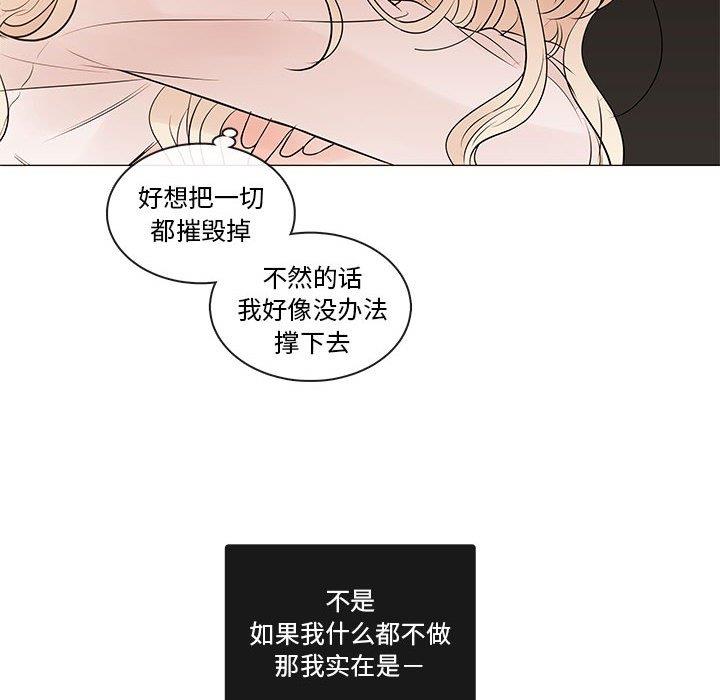 好想把一切
都摧毁掉
不然的话
我好像没办法
撑下去
不是
如果我什么都不做
那我实在是—